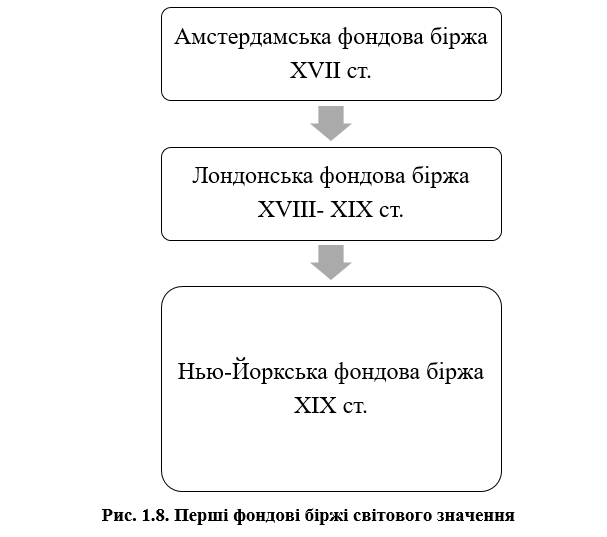 Амстердамська фондова біржа
XVII ст.
Лондонська фондова біржа
XVIII- XIX ст.
Нью-Йоркська фондова біржа
XIX ст.
Рис. 1.8. Перші фондові біржі світового значення